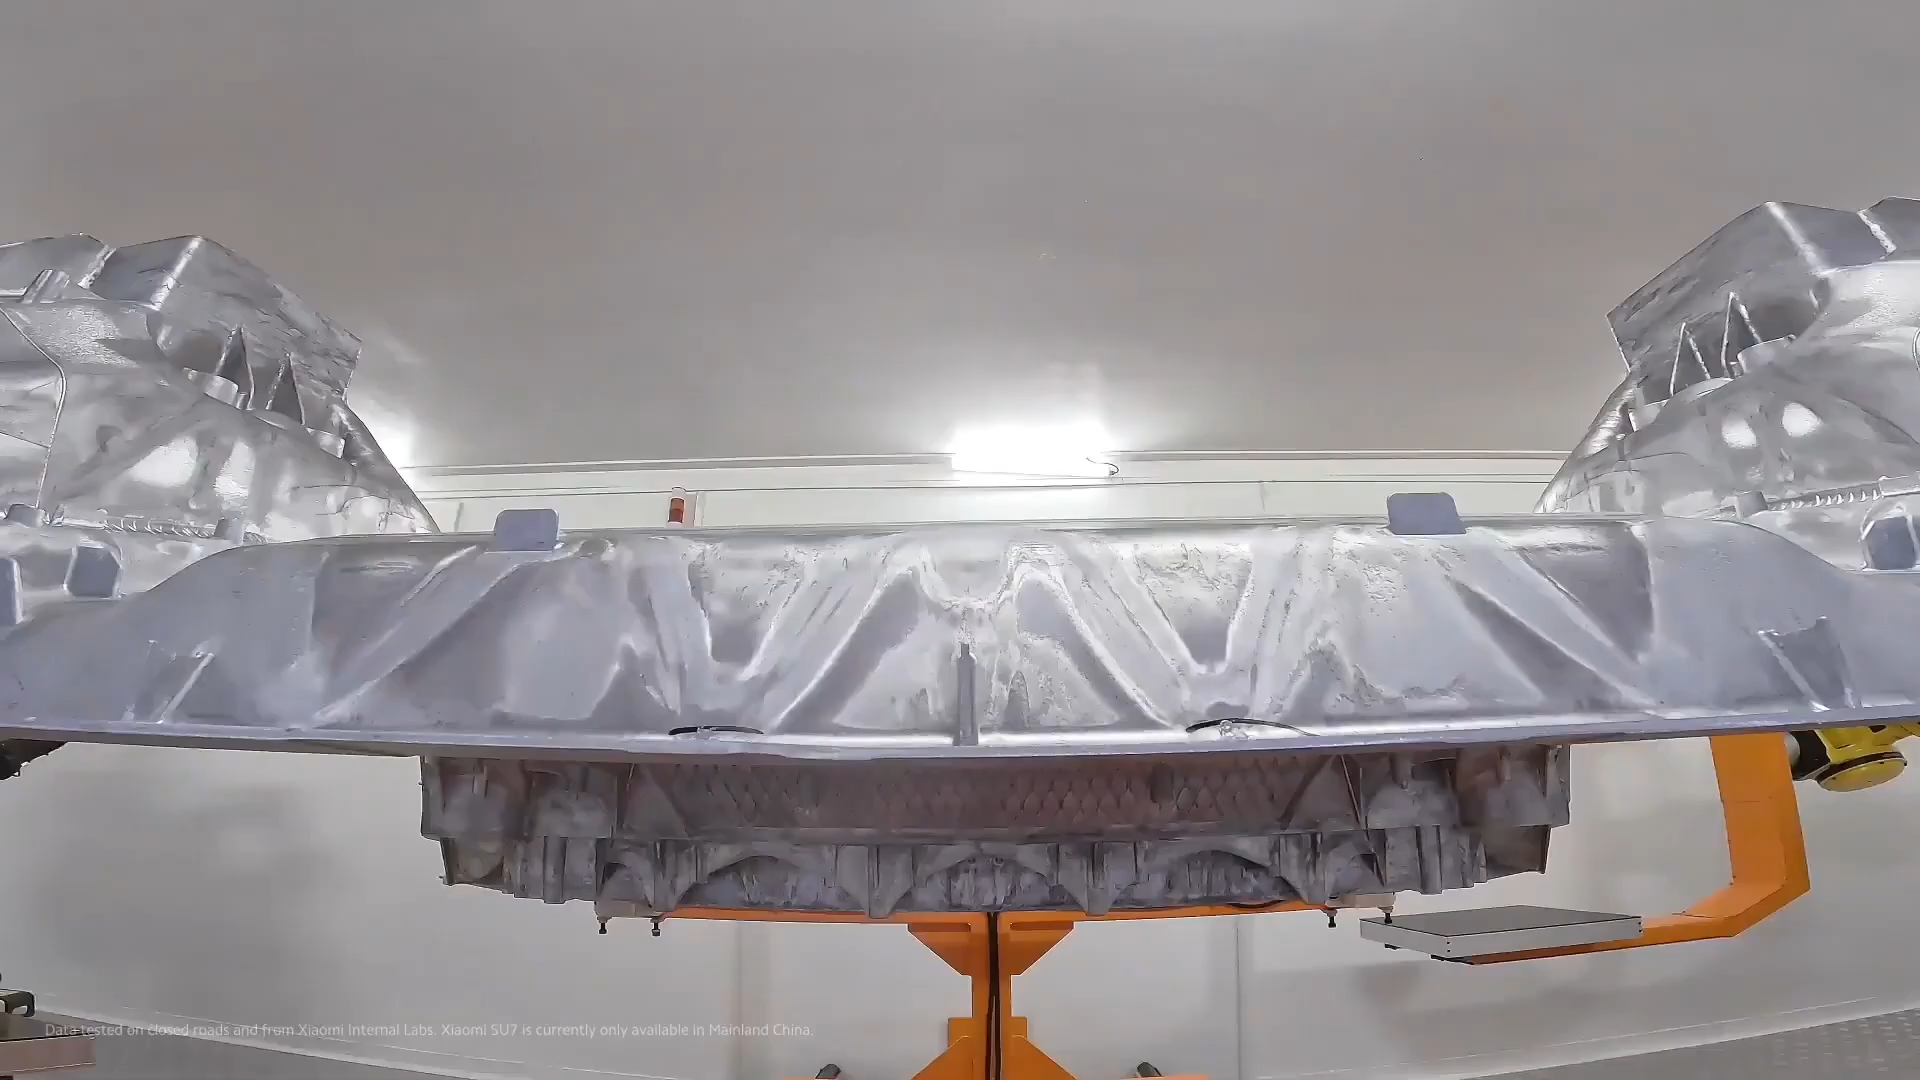 Data tested on closed roads and from Xiaomi Internal Labs. Xiaomi SU7 is currently only available in Mainland China.